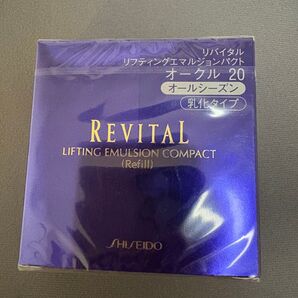 リバイタル
リフティングエマルジョンパクト
オークル 20
オールシーズン
乳化タイプ
REVITAL
LIFTING EMULSION COMPACT
(Refill)
SHISEIDO